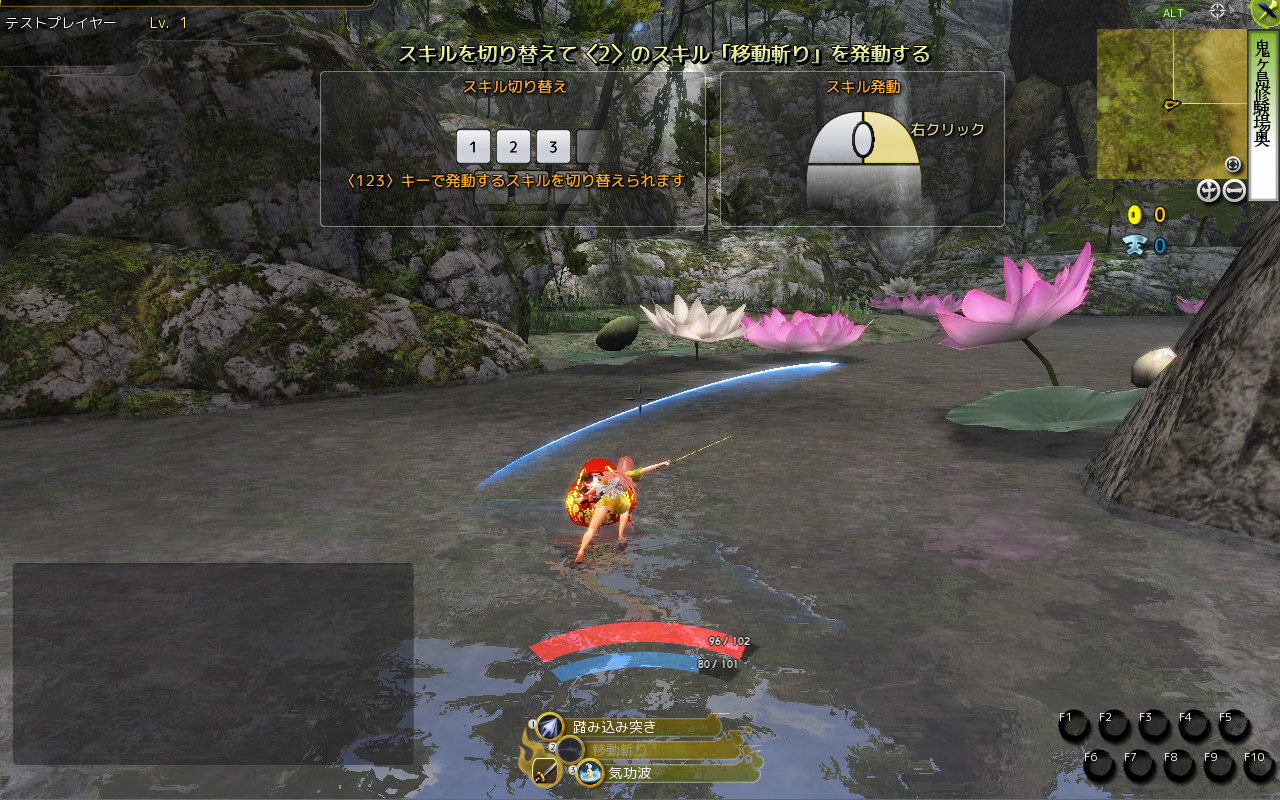 テストプレイヤー Lv. 1
ALT
スキルを切り替えて〈2〉のスキル「移動斬り」を発動する
スキル切り替え
1 2 3
〈123〉キーで発動するスキルを切り替えられます
スキル発動
右クリック
鬼ヶ島修験場奥
0
0
96 / 102
80 / 101
1 踏み込み突き
2 移動斬り
3 気功波
F1 F2 F3 F4 F5
F6 F7 F8 F9 F10